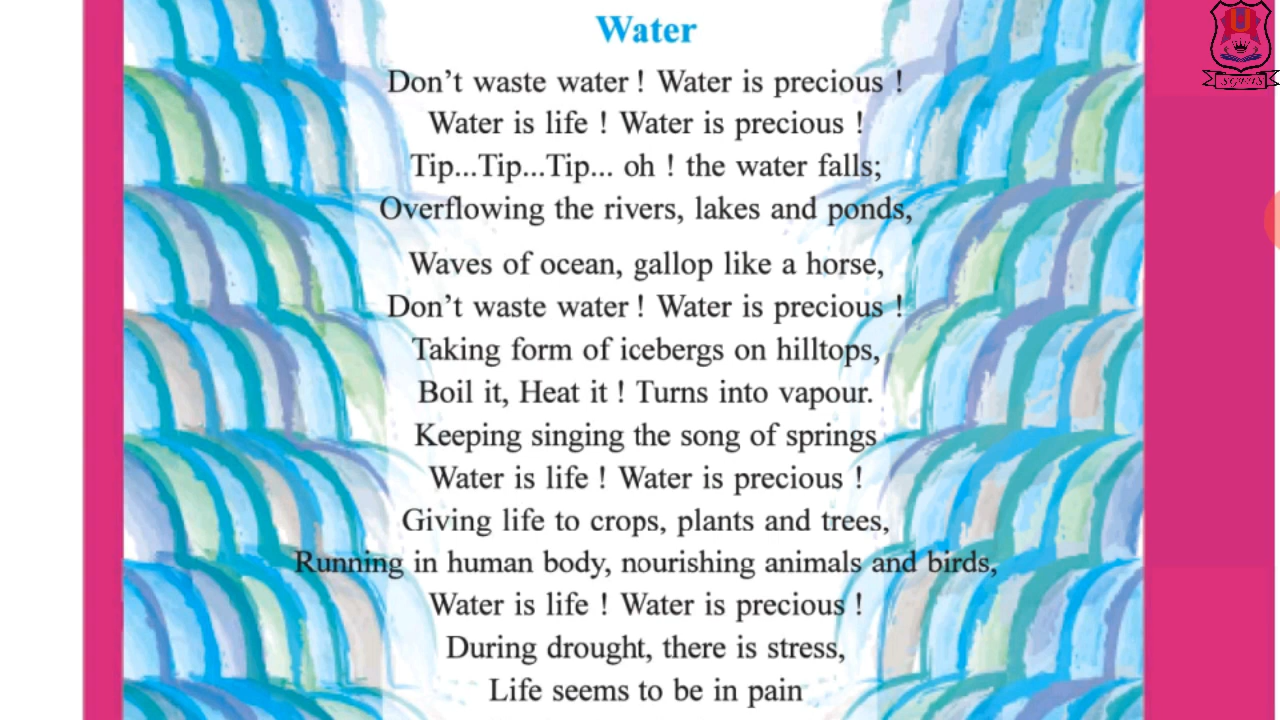 Water
Don't waste water ! Water is precious !
Water is life ! Water is precious !
Tip...Tip...Tip... oh ! the water falls;
Overflowing the rivers, lakes and ponds,
Waves of ocean, gallop like a horse,
Don't waste water ! Water is precious !
Taking form of icebergs on hilltops,
Boil it, Heat it ! Turns into vapour.
Keeping singing the song of springs
Water is life ! Water is precious !
Giving life to crops, plants and trees,
Running in human body, nourishing animals and birds,
Water is life ! Water is precious !
During drought, there is stress,
Life seems to be in pain